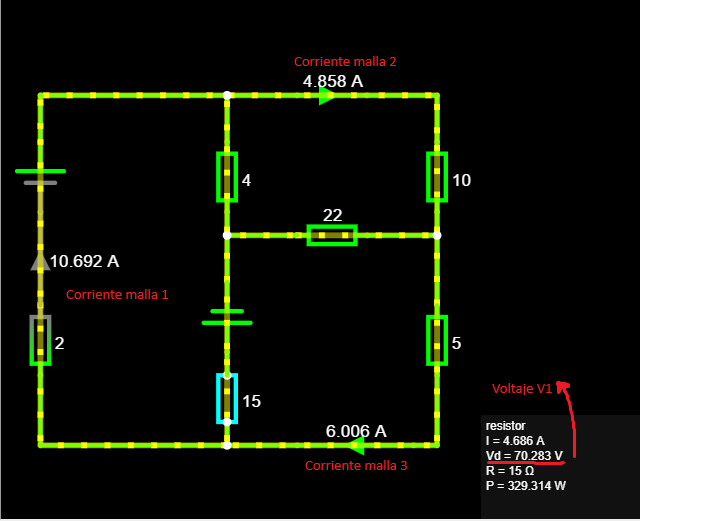 Corriente malla 2
4.858 A
4
10
22
10.692 A
Corriente malla 1
2
5
15
Voltaje V1
6.006 A
Corriente malla 3
resistor
I = 4.686 A
Vd = 70.283 V
R = 15 Ω
P = 329.314 W